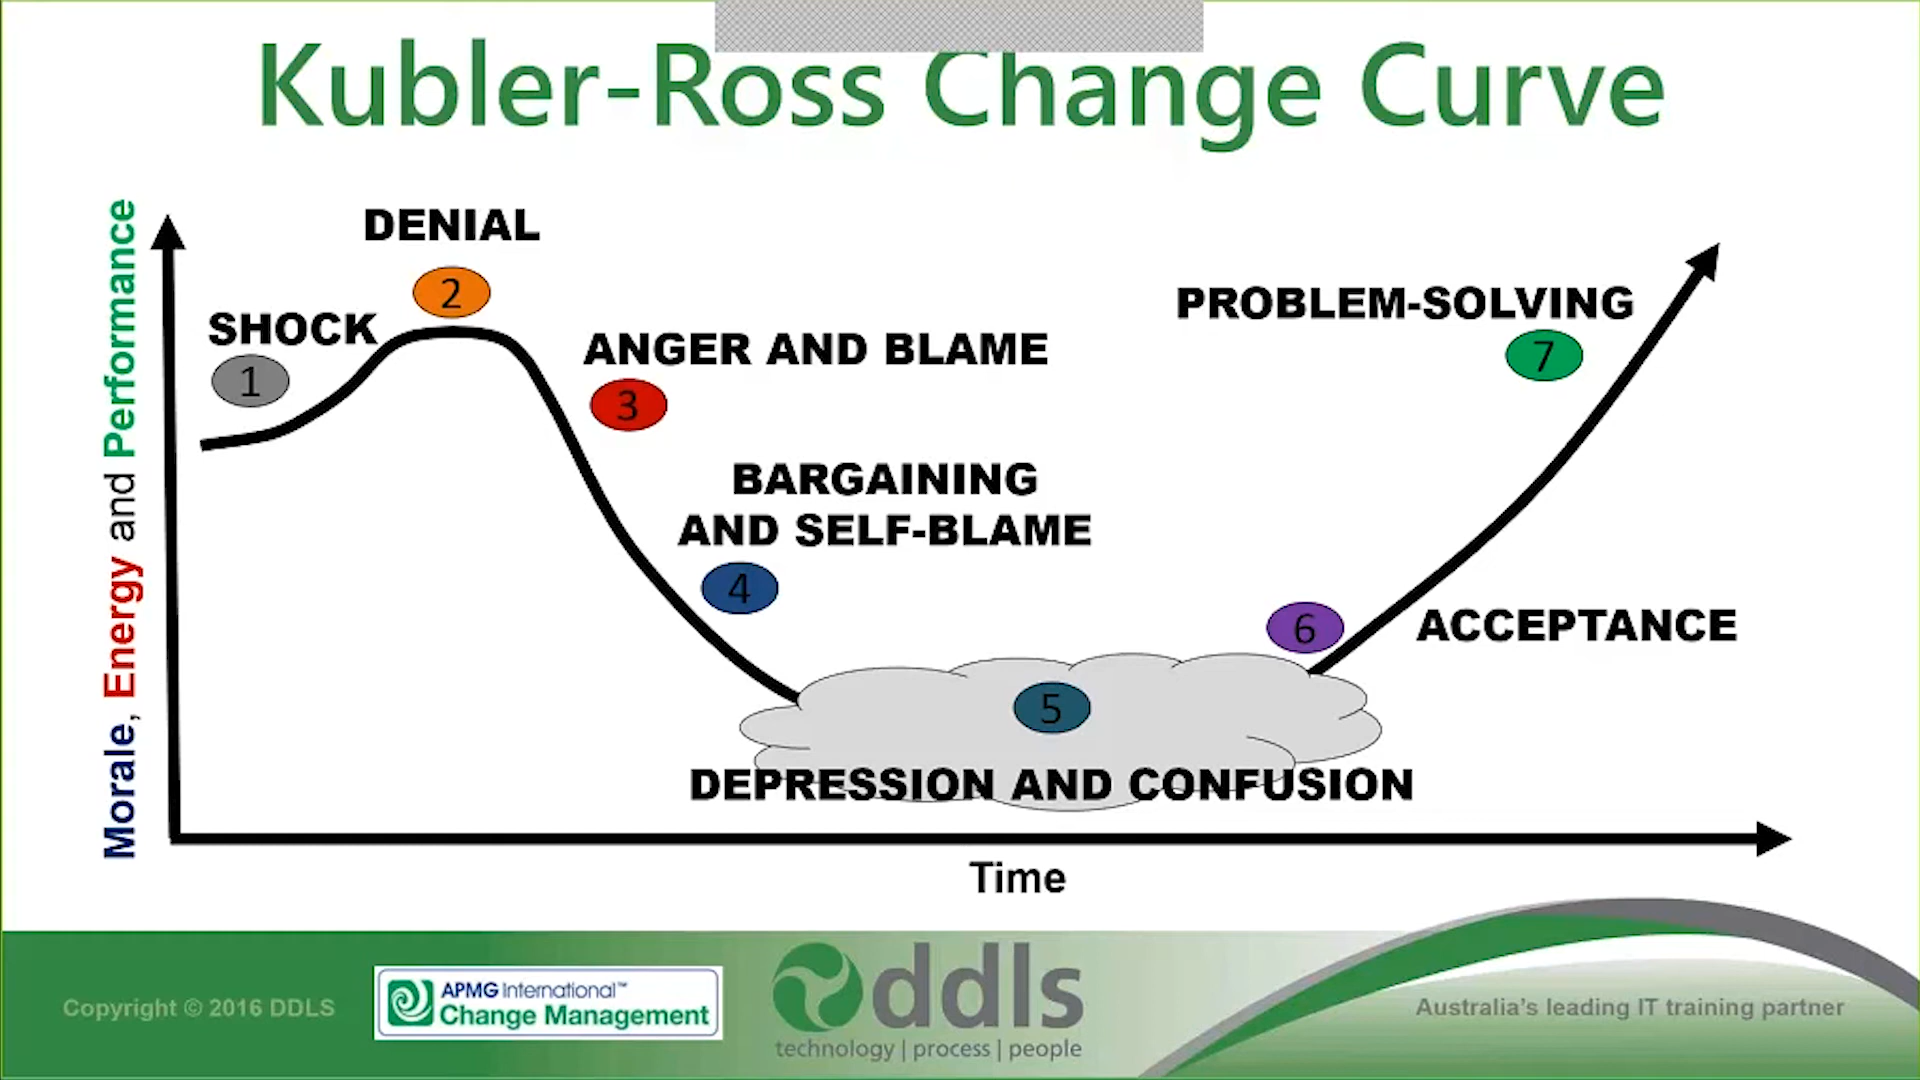 Kubler-Ross Change Curve
Morale, Energy and Performance
DENIAL
2
SHOCK
1
ANGER AND BLAME
3
BARGAINING
AND SELF-BLAME
4
5
DEPRESSION AND CONFUSION
6
ACCEPTANCE
PROBLEM-SOLVING
7
Time
Copyright © 2016 DDLS
APMG International™
Change Management
ddls
technology | process | people
Australia's leading IT training partner